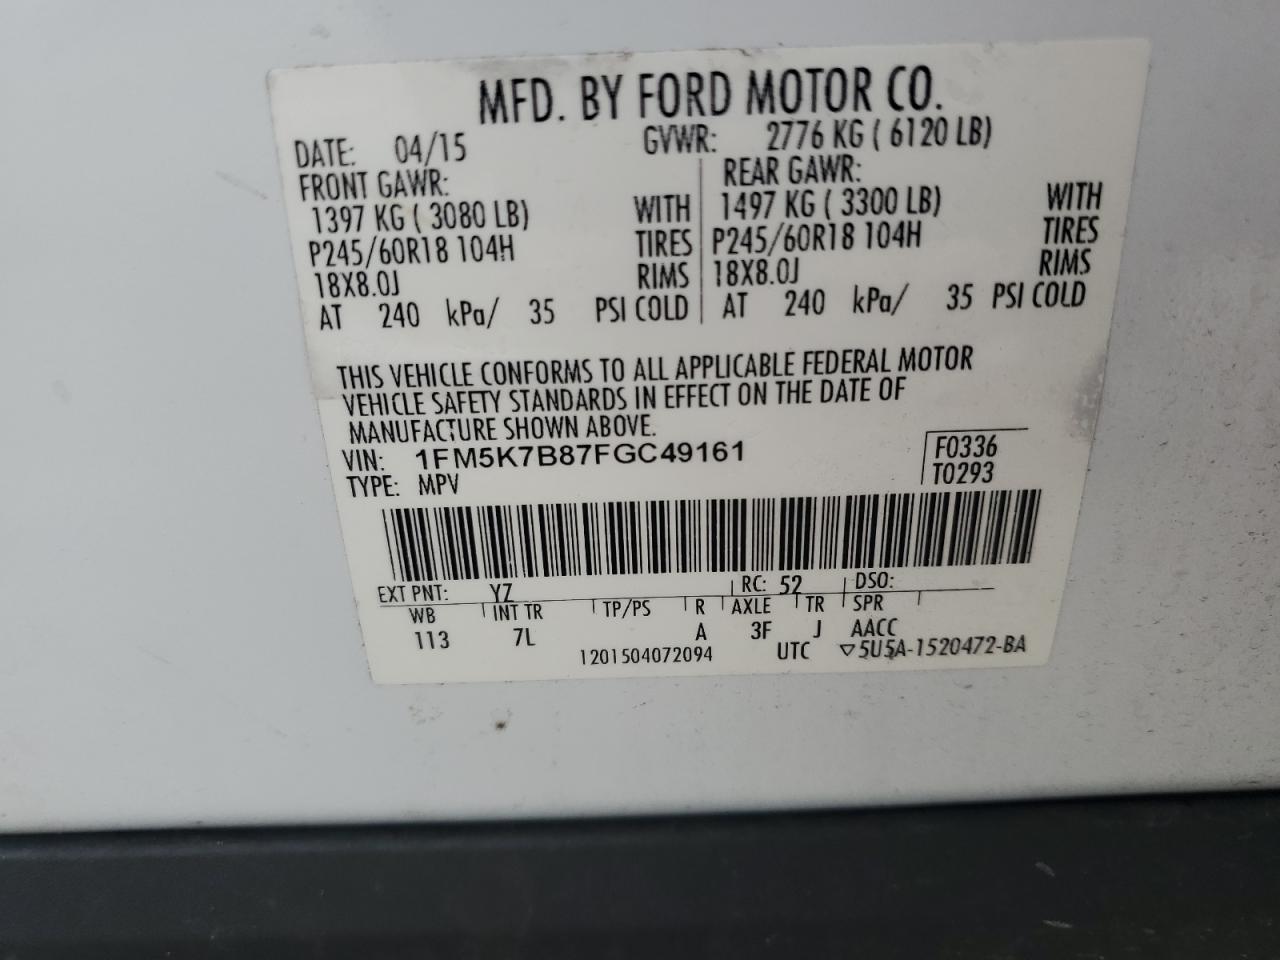 MFD. BY FORD MOTOR CO.
DATE: 04/15 GVWR: 2776 KG ( 6120 LB)
FRONT GAWR: REAR GAWR:
1397 KG ( 3080 LB) WITH 1497 KG ( 3300 LB) WITH
P245/60R18 104H TIRES P245/60R18 104H TIRES
18X8.0J RIMS 18X8.0J RIMS
AT 240 kPa/ 35 PSI COLD AT 240 kPa/ 35 PSI COLD
THIS VEHICLE CONFORMS TO ALL APPLICABLE FEDERAL MOTOR
VEHICLE SAFETY STANDARDS IN EFFECT ON THE DATE OF
MANUFACTURE SHOWN ABOVE.
VIN: 1FM5K7B87FGC49161 F0336
TYPE: MPV T0293
EXT PNT: YZ RC: 52 DSO:
WB INT TR TP/PS R AXLE TR SPR
113 7L A 3F J AACC
1201504072094 UTC ▽5U5A-1520472-BA